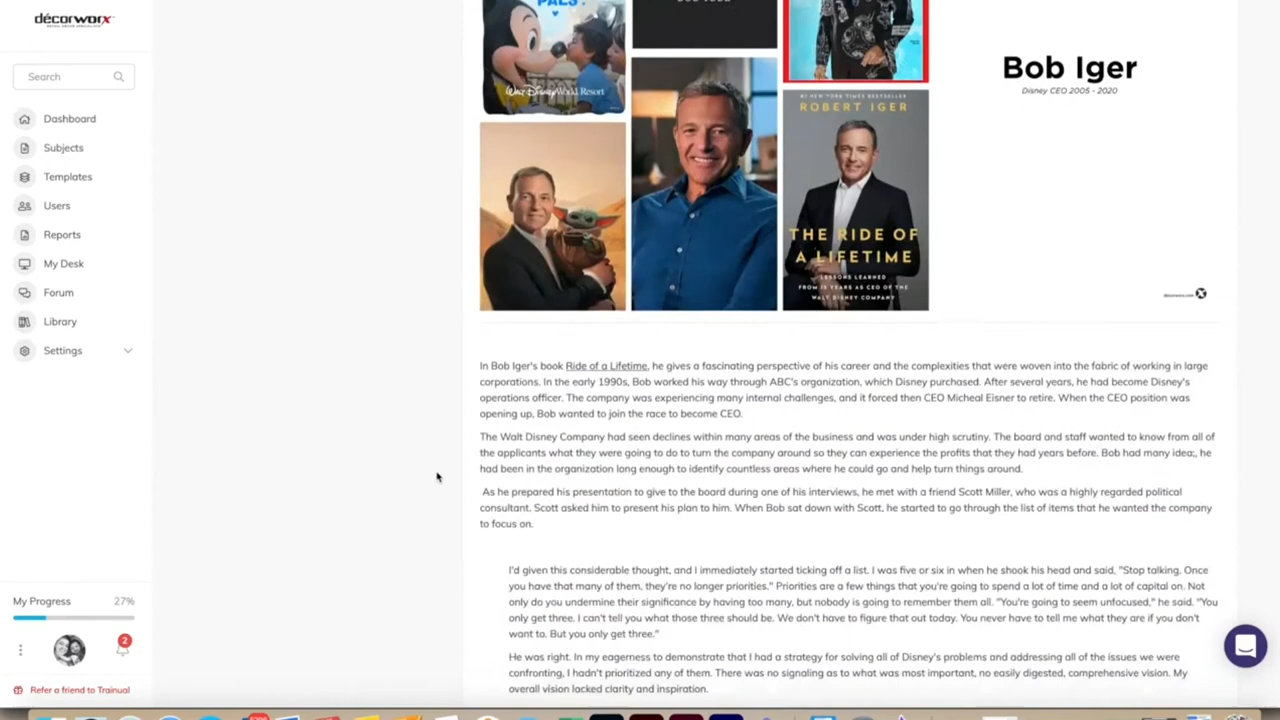 décorworx
Search
Dashboard
Subjects
Templates
Users
Reports
My Desk
Forum
Library
Settings
My Progress 27%
2
Refer a friend to Trainual
PALS!
Walt Disney World Resort
#1 NEW YORK TIMES BESTSELLER
ROBERT IGER
THE RIDE OF
A LIFETIME
LESSONS LEARNED
FROM 15 YEARS AS CEO OF THE
WALT DISNEY COMPANY
Bob Iger
Disney CEO 2005 - 2020
decorworx.com
In Bob Iger's book Ride of a Lifetime, he gives a fascinating perspective of his career and the complexities that were woven into the fabric of working in large
corporations. In the early 1990s, Bob worked his way through ABC's organization, which Disney purchased. After several years, he had become Disney's
operations officer. The company was experiencing many internal challenges, and it forced then CEO Micheal Eisner to retire. When the CEO position was
opening up, Bob wanted to join the race to become CEO.
The Walt Disney Company had seen declines within many areas of the business and was under high scrutiny. The board and staff wanted to know from all of
the applicants what they were going to do to turn the company around so they can experience the profits that they had years before. Bob had many idea:, he
had been in the organization long enough to identify countless areas where he could go and help turn things around.
As he prepared his presentation to give to the board during one of his interviews, he met with a friend Scott Miller, who was a highly regarded political
consultant. Scott asked him to present his plan to him. When Bob sat down with Scott, he started to go through the list of items that he wanted the company
to focus on.
I'd given this considerable thought, and I immediately started ticking off a list. I was five or six in when he shook his head and said, "Stop talking. Once
you have that many of them, they're no longer priorities." Priorities are a few things that you're going to spend a lot of time and a lot of capital on. Not
only do you undermine their significance by having too many, but nobody is going to remember them all. "You're going to seem unfocused," he said. "You
only get three. I can't tell you what those three should be. We don't have to figure that out today. You never have to tell me what they are if you don't
want to. But you only get three."
He was right. In my eagerness to demonstrate that I had a strategy for solving all of Disney's problems and addressing all of the issues we were
confronting, I hadn't prioritized any of them. There was no signaling as to what was most important, no easily digested, comprehensive vision. My
overall vision lacked clarity and inspiration.